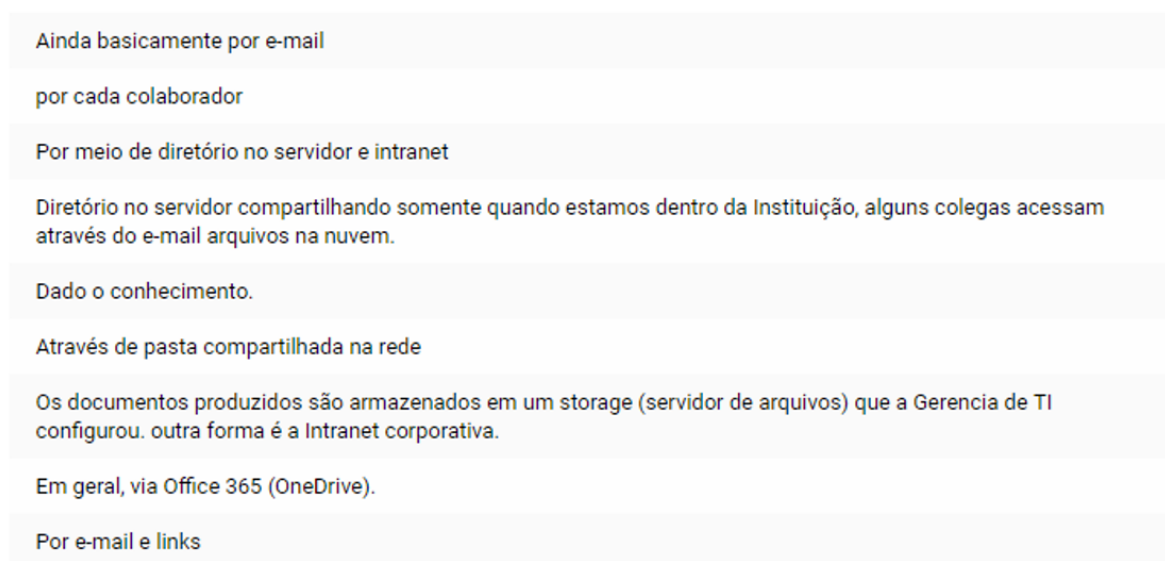 Ainda basicamente por e-mail
por cada colaborador
Por meio de diretório no servidor e intranet
Diretório no servidor compartilhando somente quando estamos dentro da Instituição, alguns colegas acessam
através do e-mail arquivos na nuvem.
Dado o conhecimento.
Através de pasta compartilhada na rede
Os documentos produzidos são armazenados em um storage (servidor de arquivos) que a Gerencia de TI
configurou. outra forma é a Intranet corporativa.
Em geral, via Office 365 (OneDrive).
Por e-mail e links